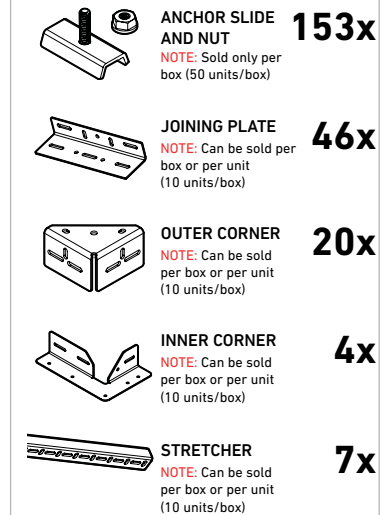 ANCHOR SLIDE
AND NUT
153x
NOTE: Sold only per
box (50 units/box)
JOINING PLATE
46x
NOTE: Can be sold per
box or per unit
(10 units/box)
OUTER CORNER
20x
NOTE: Can be sold
per box or per unit
(10 units/box)
INNER CORNER
4x
NOTE: Can be sold
per box or per unit
(10 units/box)
STRETCHER
7x
NOTE: Can be sold
per box or per unit
(10 units/box)